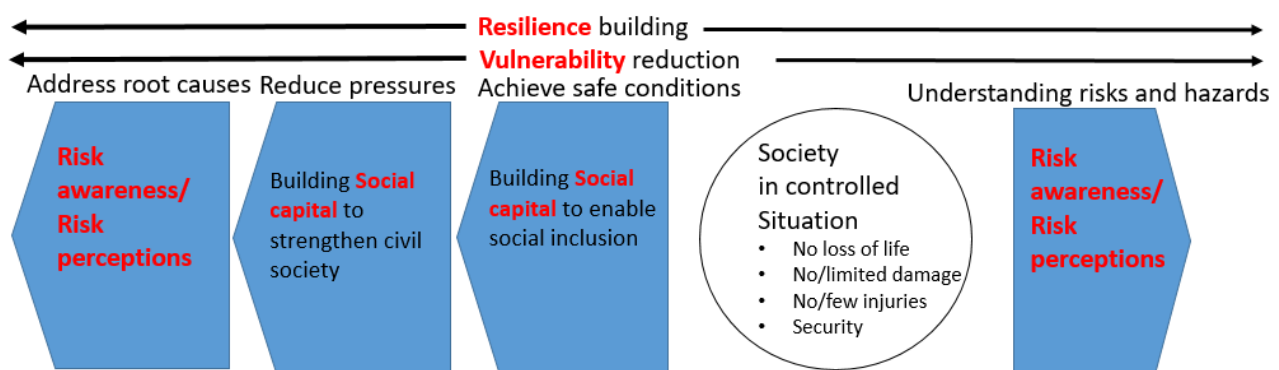 Resilience building
Vulnerability reduction
Address root causes
Reduce pressures
Achieve safe conditions
Understanding risks and hazards
Risk
awareness/
Risk
perceptions
Building Social
capital to
strengthen civil
society
Building Social
capital to enable
social inclusion
Society
in controlled
Situation
• No loss of life
• No/limited damage
• No/few injuries
• Security
Risk
awareness/
Risk
perceptions